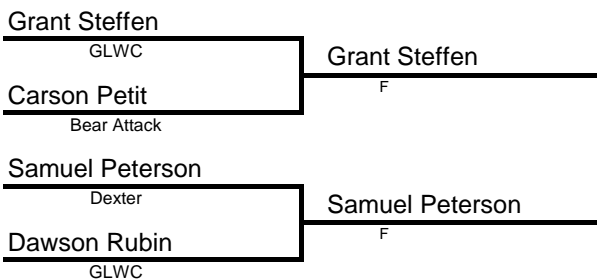 Grant Steffen
GLWC
Grant Steffen
F
Carson Petit
Bear Attack
Samuel Peterson
Dexter
Samuel Peterson
F
Dawson Rubin
GLWC